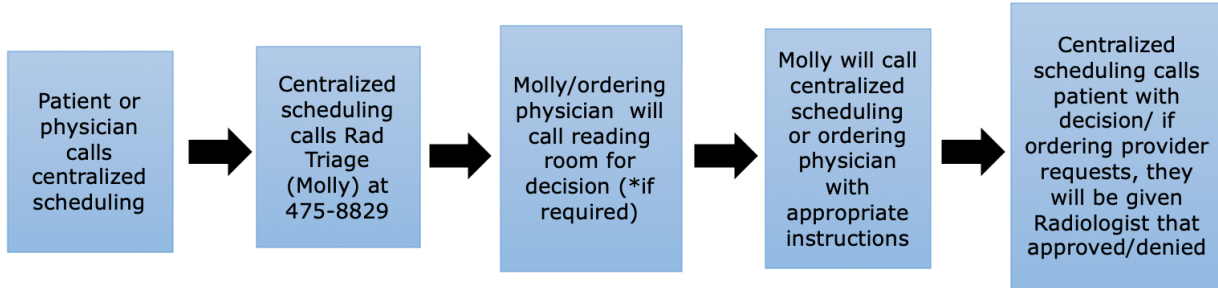 Patient or
physician
calls
centralized
scheduling
Centralized
scheduling
calls Rad
Triage
(Molly) at
475-8829
Molly/ordering
physician will
call reading
room for
decision (*if
required)
Molly will call
centralized
scheduling
or ordering
physician
with
appropriate
instructions
Centralized
scheduling calls
patient with
decision/ if
ordering provider
requests, they
will be given
Radiologist that
approved/denied